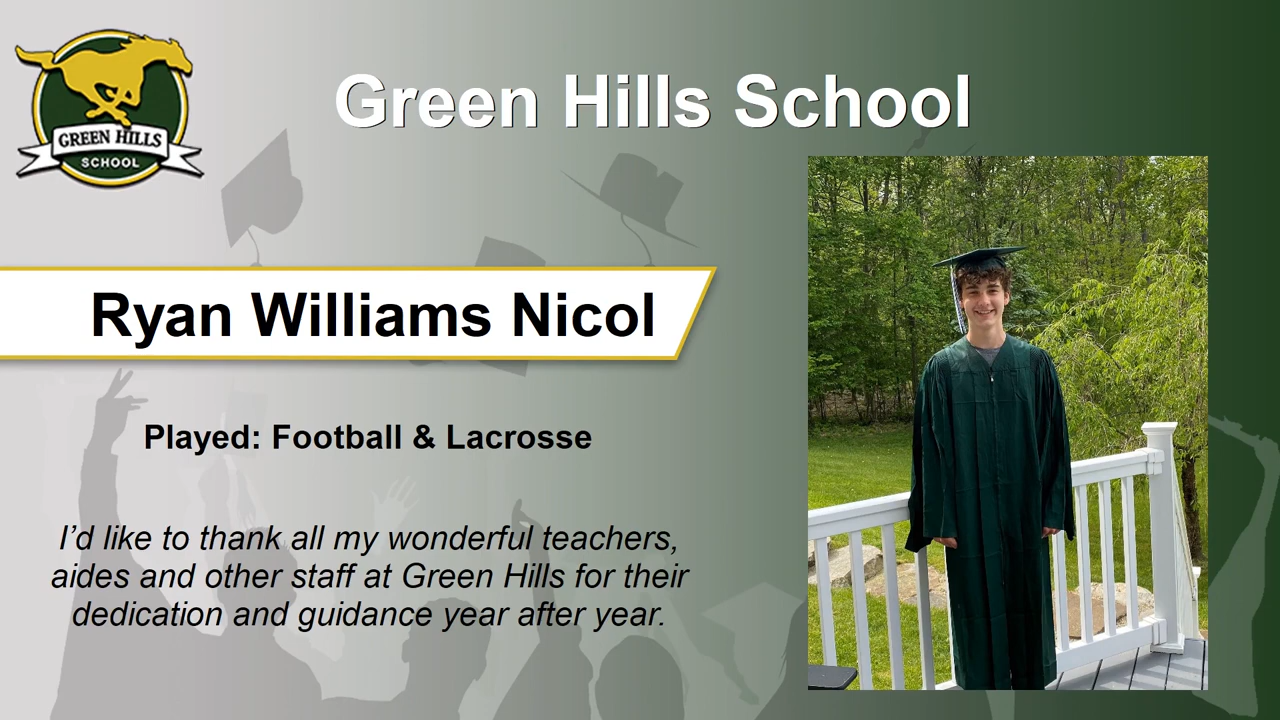 GREEN HILLS
SCHOOL
Green Hills School
Ryan Williams Nicol
Played: Football & Lacrosse
I’d like to thank all my wonderful teachers,
aides and other staff at Green Hills for their
dedication and guidance year after year.